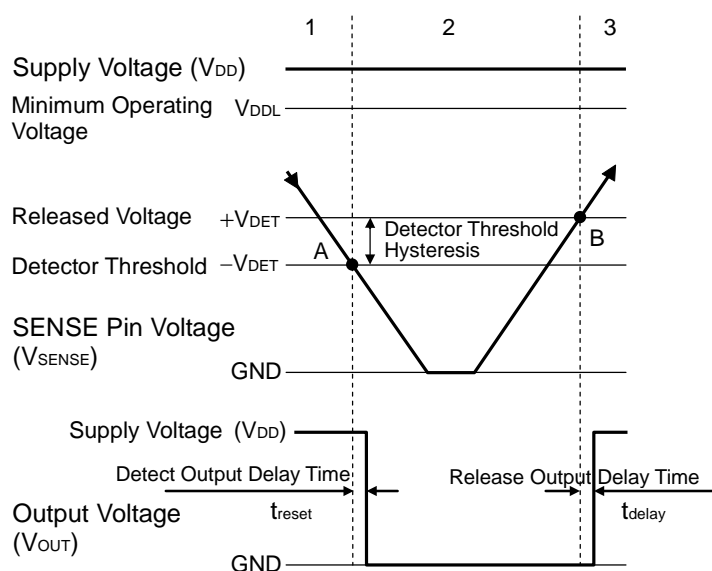 1 2 3
Supply Voltage (VDD)
Minimum Operating
Voltage
VDDL
Released Voltage +VDET
Detector Threshold
Hysteresis
A
B
Detector Threshold −VDET
SENSE Pin Voltage
(VSENSE)
GND
Supply Voltage (VDD)
Detect Output Delay Time
treset
Release Output Delay Time
tdelay
Output Voltage
(VOUT)
GND